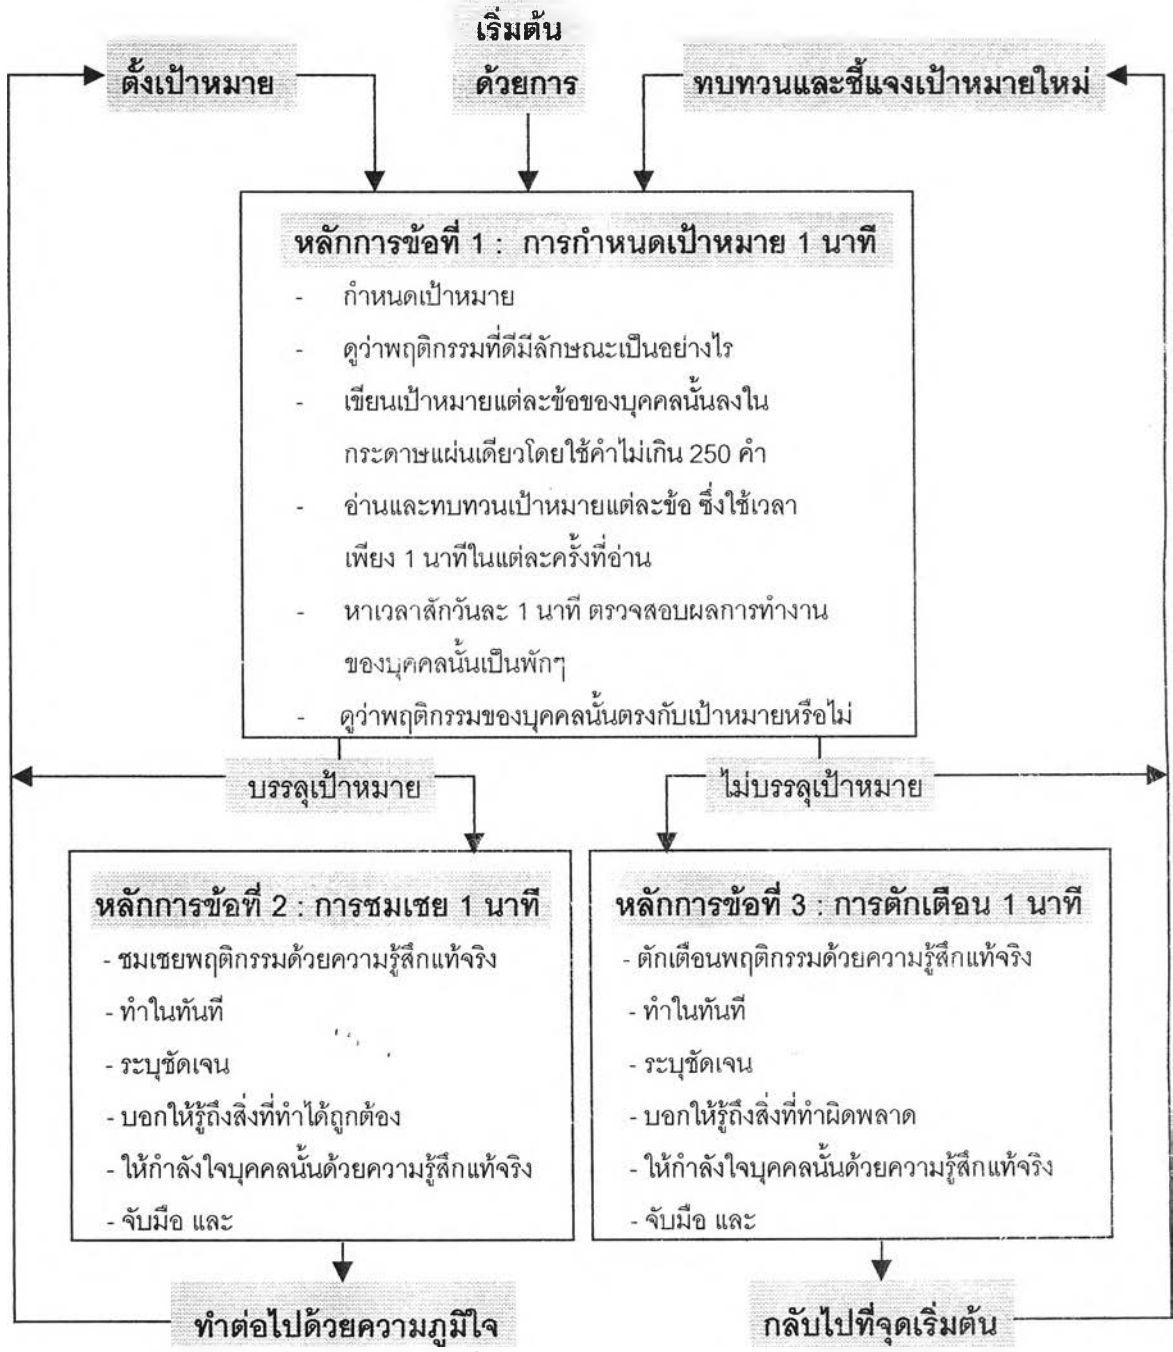 เริ่มต้น
ตั้งเป้าหมาย
ด้วยการ
ทบทวนและชี้แจงเป้าหมายใหม่
หลักการข้อที่ 1 : การกำหนดเป้าหมาย 1 นาที
- กำหนดเป้าหมาย
- ดูว่าพฤติกรรมที่ดีมีลักษณะเป็นอย่างไร
- เขียนเป้าหมายแต่ละข้อของบุคคลนั้นลงใน
กระดาษแผ่นเดียวโดยใช้คำไม่เกิน 250 คำ
- อ่านและทบทวนเป้าหมายแต่ละข้อ ซึ่งใช้เวลา
เพียง 1 นาทีในแต่ละครั้งที่อ่าน
- หาเวลาสักวันละ 1 นาที ตรวจสอบผลการทำงาน
ของบุคคลนั้นเป็นพักๆ
- ดูว่าพฤติกรรมของบุคคลนั้นตรงกับเป้าหมายหรือไม่
บรรลุเป้าหมาย
ไม่บรรลุเป้าหมาย
หลักการข้อที่ 2 : การชมเชย 1 นาที
- ชมเชยพฤติกรรมด้วยความรู้สึกแท้จริง
- ทำในทันที
- ระบุชัดเจน
- บอกให้รู้ถึงสิ่งที่ทำได้ถูกต้อง
- ให้กำลังใจบุคคลนั้นด้วยความรู้สึกแท้จริง
- จับมือ และ
ทำต่อไปด้วยความภูมิใจ
หลักการข้อที่ 3 : การตักเตือน 1 นาที
- ตักเตือนพฤติกรรมด้วยความรู้สึกแท้จริง
- ทำในทันที
- ระบุชัดเจน
- บอกให้รู้ถึงสิ่งที่ทำผิดพลาด
- ให้กำลังใจบุคคลนั้นด้วยความรู้สึกแท้จริง
- จับมือ และ
กลับไปที่จุดเริ่มต้น